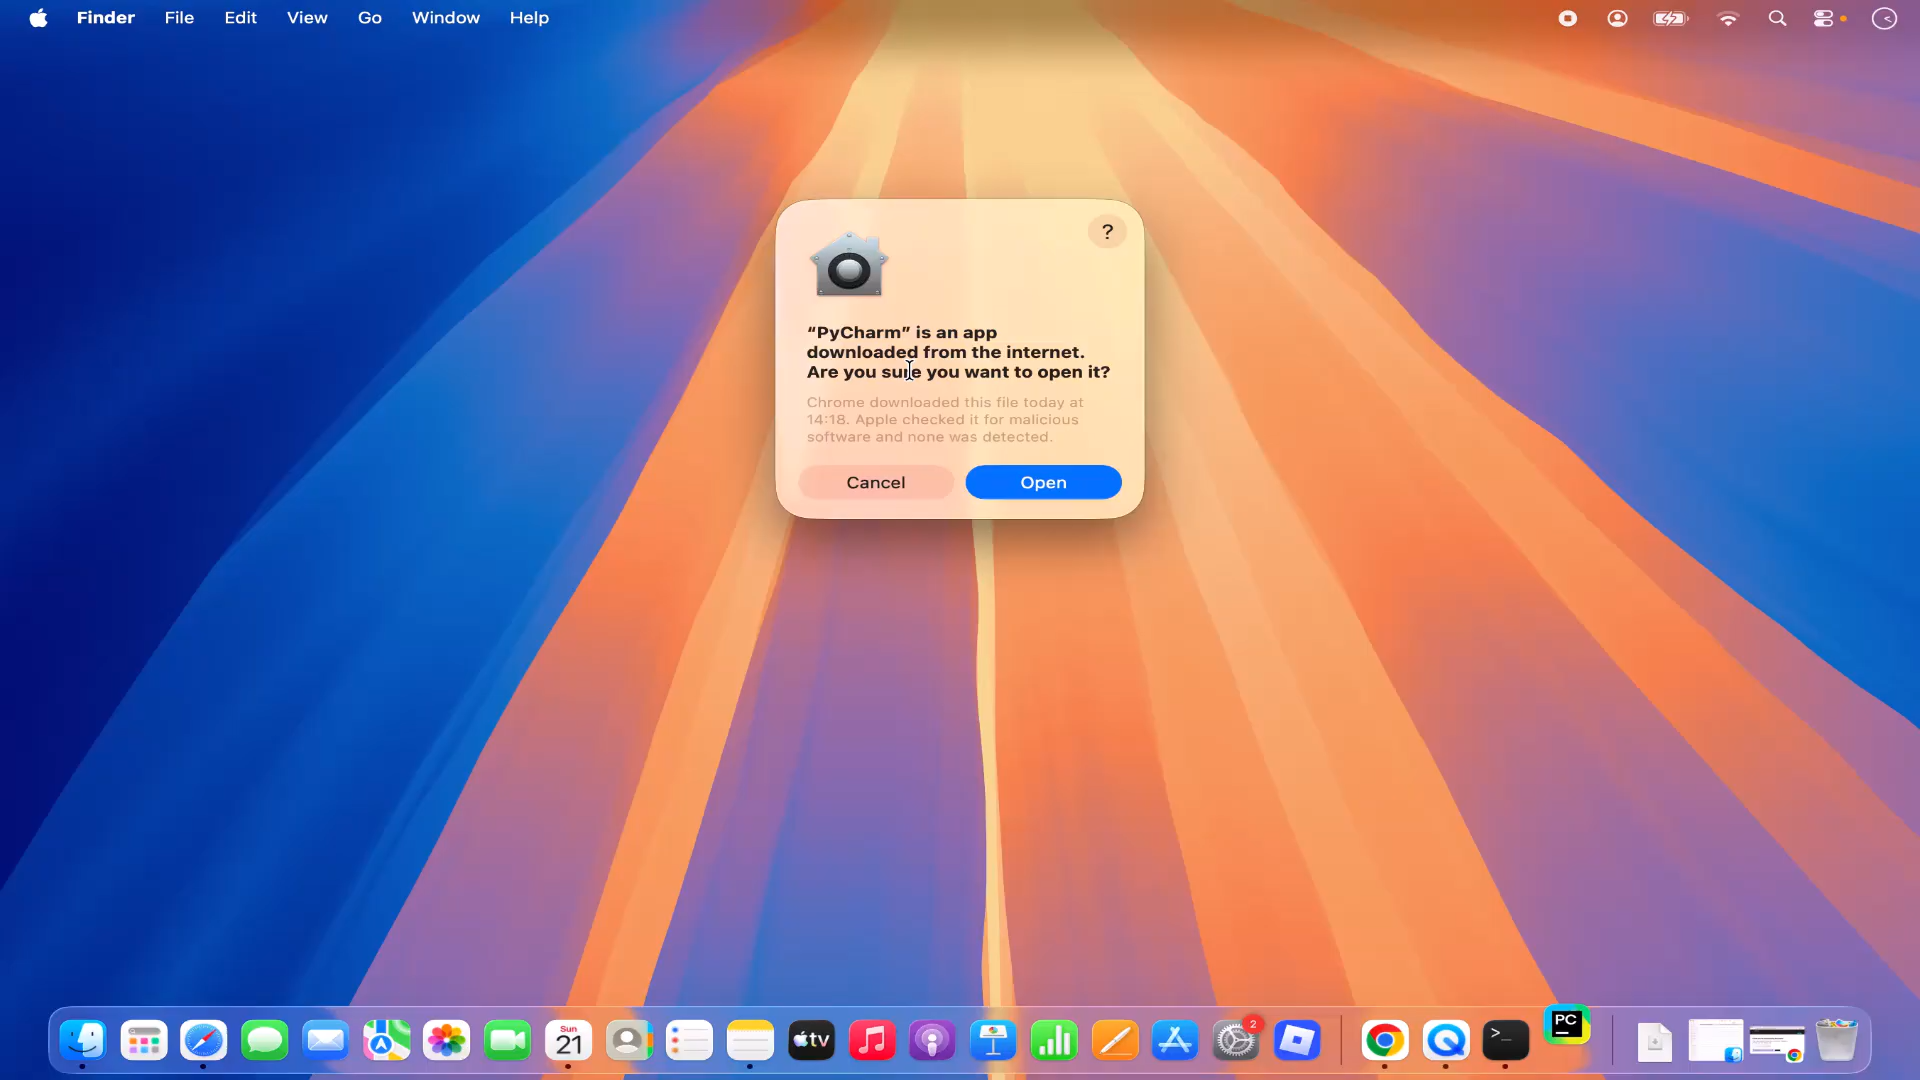 Finder File Edit View Go Window Help
?
“PyCharm” is an app
downloaded from the internet.
Are you sure you want to open it?
Chrome downloaded this file today at
14:18. Apple checked it for malicious
software and none was detected.
Cancel Open
Sun
21
tv
2
>_
PC